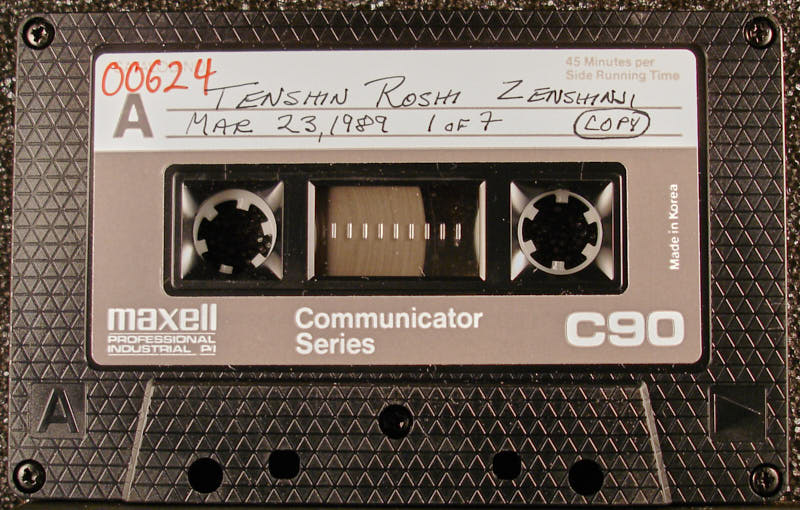 00624
45 Minutes per
Side Running Time
A
TENSHIN ROSHI ZENSHINJI
MAR 23, 1989 1 OF 7 COPY
Made in Korea
maxell
PROFESSIONAL
INDUSTRIAL P/I
Communicator
Series
C90
A